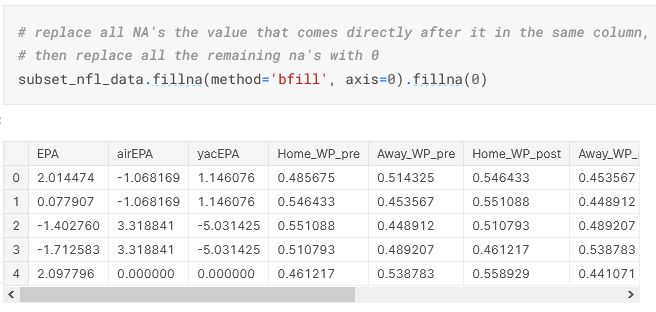 # replace all NA's the value that comes directly after it in the same column,
# then replace all the remaining na's with 0
subset_nfl_data.fillna(method='bfill', axis=0).fillna(0)
:
EPA airEPA yacEPA Home_WP_pre Away_WP_pre Home_WP_post Away_WP_
0 2.014474 -1.068169 1.146076 0.485675 0.514325 0.546433 0.453567
1 0.077907 -1.068169 1.146076 0.546433 0.453567 0.551088 0.448912
2 -1.402760 3.318841 -5.031425 0.551088 0.448912 0.510793 0.489207
3 -1.712583 3.318841 -5.031425 0.510793 0.489207 0.461217 0.538783
4 2.097796 0.000000 0.000000 0.461217 0.538783 0.558929 0.441071